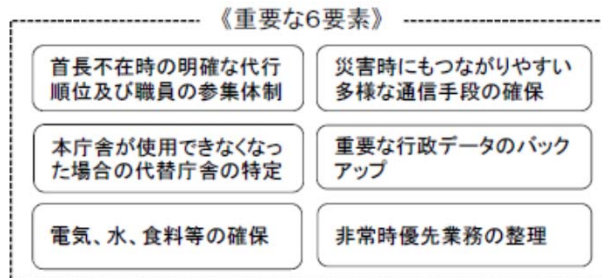 《重要な6要素》
首長不在時の明確な代行
順位及び職員の参集体制
災害時にもつながりやすい
多様な通信手段の確保
本庁舎が使用できなくなっ
た場合の代替庁舎の特定
重要な行政データのバック
アップ
電気、水、食料等の確保
非常時優先業務の整理